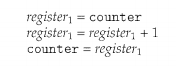 register₁ = counter
register₁ = register₁ + 1
counter = register₁